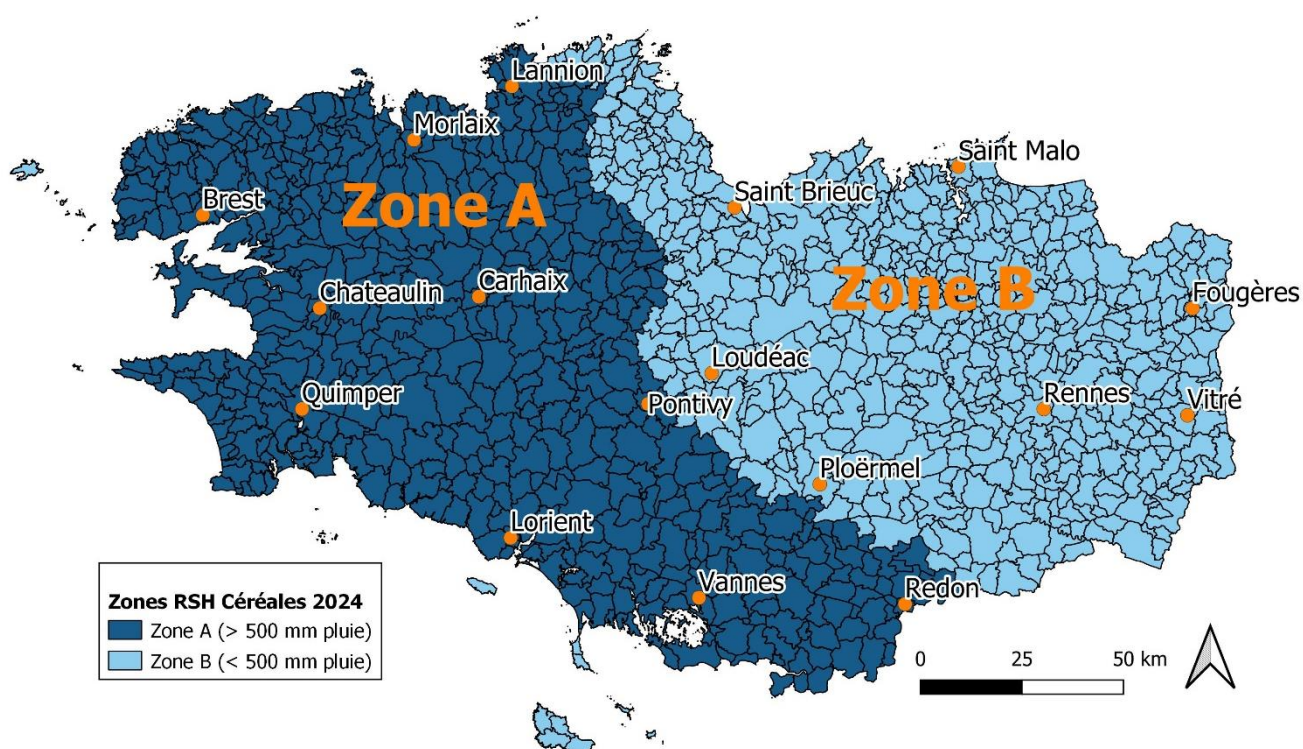 Lannion
Morlaix
Saint Malo
Zone A
Brest
Saint Brieuc
Zone B
Chateaulin
Carhaix
Fougères
Loudéac
Quimper
Pontivy
Rennes
Vitré
Ploërmel
Lorient
Vannes
Redon
Zones RSH Céréales 2024
Zone A (> 500 mm pluie)
Zone B (< 500 mm pluie)
0 25 50 km